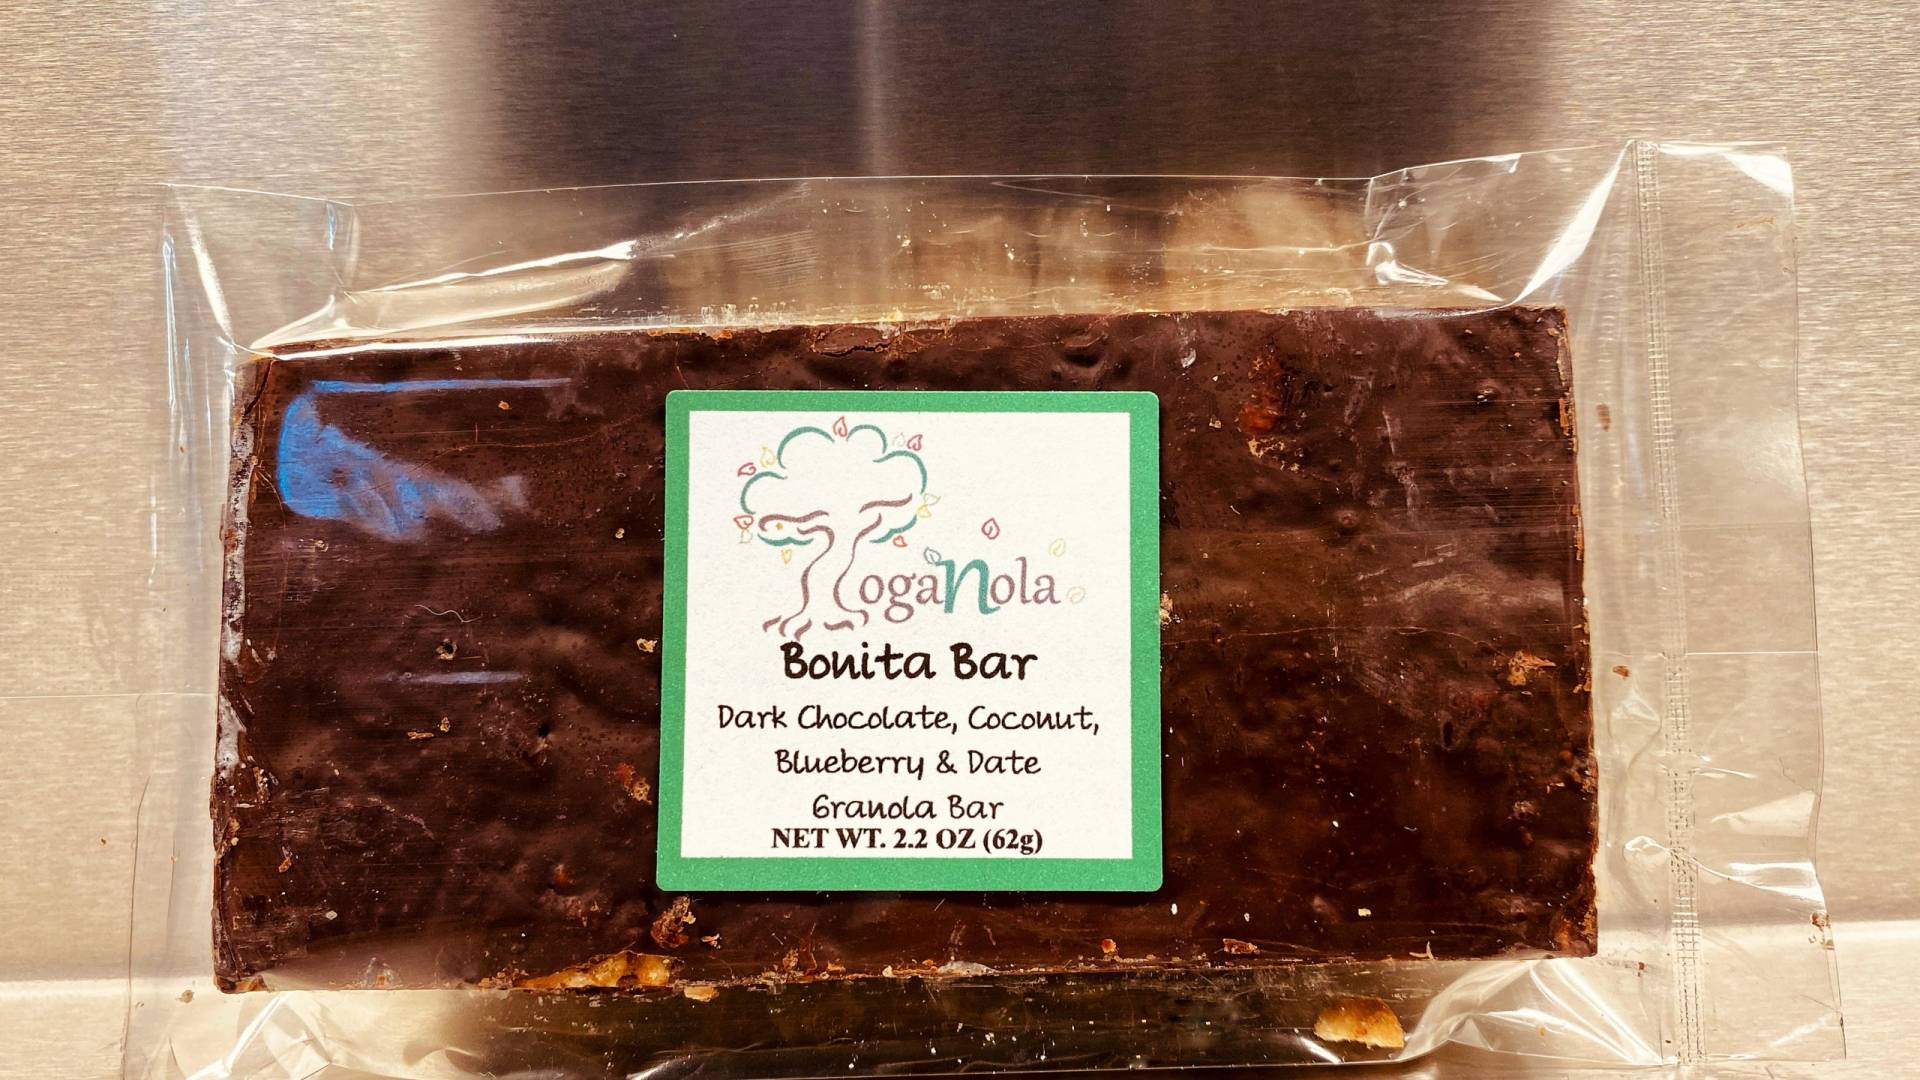 YogaNola
Bonita Bar
Dark Chocolate, Coconut,
Blueberry & Date
Granola Bar
NET WT. 2.2 OZ (62g)